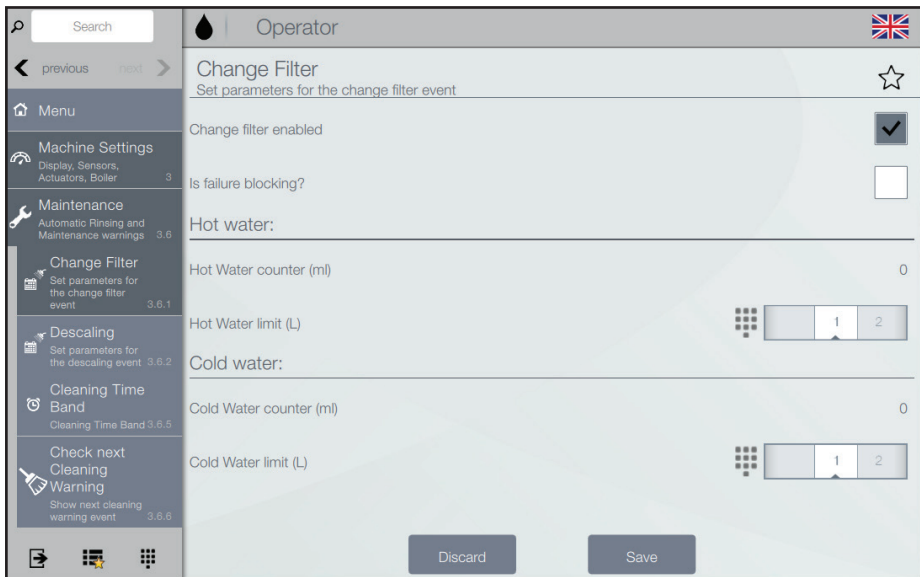 Search
previous
next
Menu
Machine Settings
Display, Sensors,
Actuators, Boiler 3
Maintenance
Automatic Rinsing and
Maintenance warnings 3.6
Change Filter
Set parameters for
the change filter
event 3.6.1
Descaling
Set parameters for
the descaling event 3.6.2
Cleaning Time
Band
Cleaning Time Band 3.6.5
Check next
Cleaning
Warning
Show next cleaning
warning event 3.6.6
Operator
Change Filter
Set parameters for the change filter event
Change filter enabled
Is failure blocking?
Hot water:
Hot Water counter (ml) 0
Hot Water limit (L) 1 2
Cold water:
Cold Water counter (ml) 0
Cold Water limit (L) 1 2
Discard Save